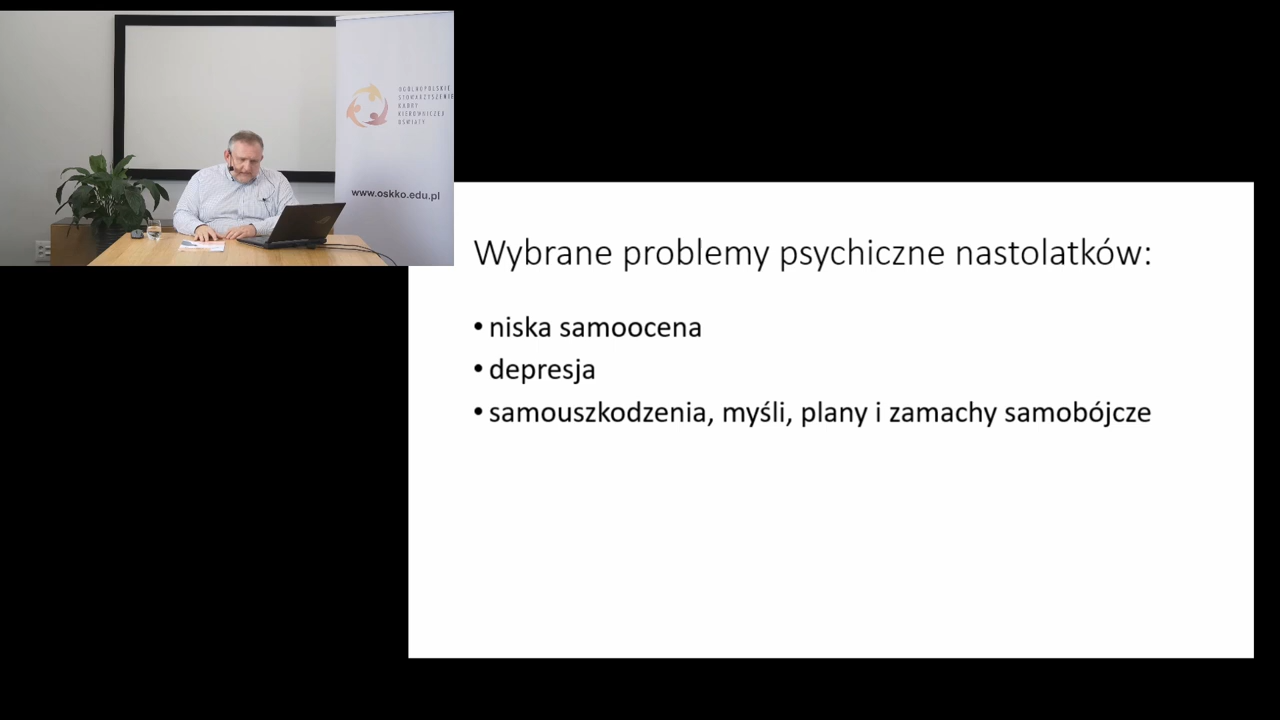 OGÓLNOPOLSKIE
STOWARZYSZENIE
KADRY
KIEROWNICZEJ
OŚWIATY
www.oskko.edu.pl
Wybrane problemy psychiczne nastolatków:
• niska samoocena
• depresja
• samouszkodzenia, myśli, plany i zamachy samobójcze